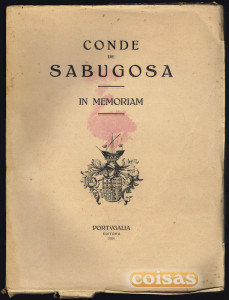 CONDE
DE
SABUGOSA
IN MEMORIAM
PORTVGALIA
EDITORA
coisas